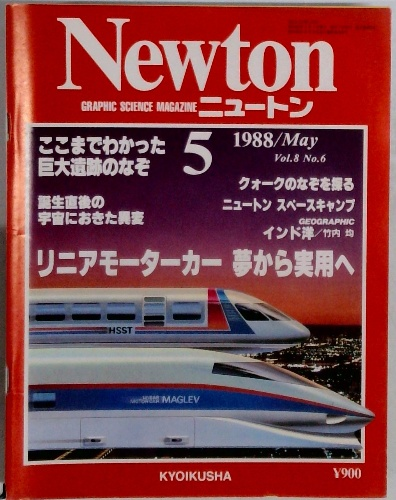 Newton
GRAPHIC SCIENCE MAGAZINE ニュートン
ここまでわかった
巨大遺跡のなぞ
5
1988/May
Vol.8 No.6
誕生直後の
宇宙におきた異変
クォークのなぞを探る
ニュートン スペースキャンプ
GEOGRAPHIC
インド洋/竹内 均
リニアモーターカー 夢から実用へ
HSST
MAGLEV
KYOIKUSHA
¥900